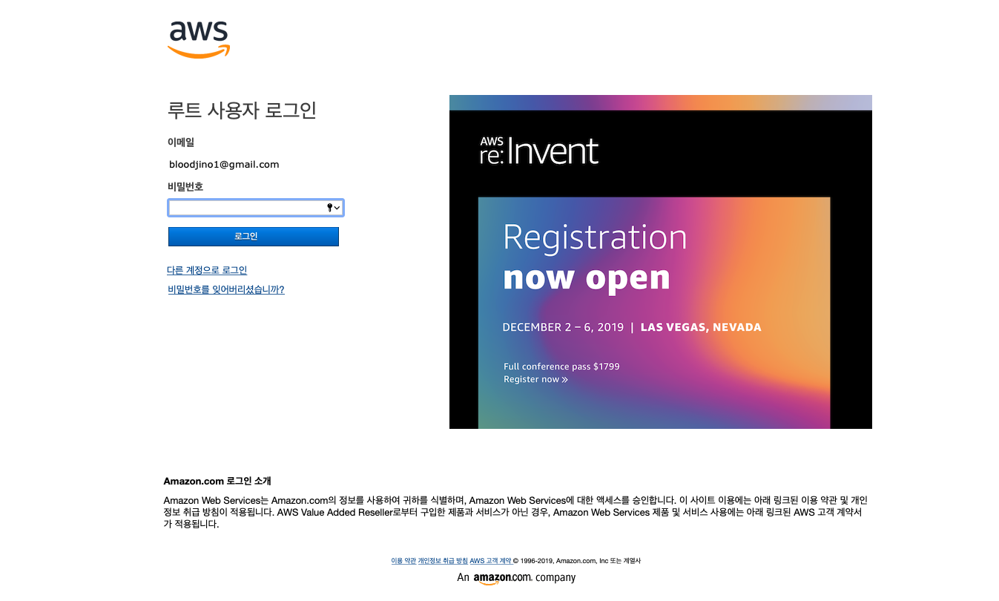 aws
루트 사용자 로그인
이메일
bloodjino1@gmail.com
비밀번호
로그인
다른 계정으로 로그인
비밀번호를 잊어버리셨습니까?
AWS
re:Invent
Registration
now open
DECEMBER 2 – 6, 2019 | LAS VEGAS, NEVADA
Full conference pass $1799
Register now »
Amazon.com 로그인 소개
Amazon Web Services는 Amazon.com의 정보를 사용하여 귀하를 식별하며, Amazon Web Services에 대한 액세스를 승인합니다. 이 사이트 이용에는 아래 링크된 이용 약관 및 개인
정보 취급 방침이 적용됩니다. AWS Value Added Reseller로부터 구입한 제품과 서비스가 아닌 경우, Amazon Web Services 제품 및 서비스 사용에는 아래 링크된 AWS 고객 계약서
가 적용됩니다.
이용 약관 개인정보 취급 방침 AWS 고객 계약 © 1996-2019, Amazon.com, Inc 또는 계열사
An amazon.com. company